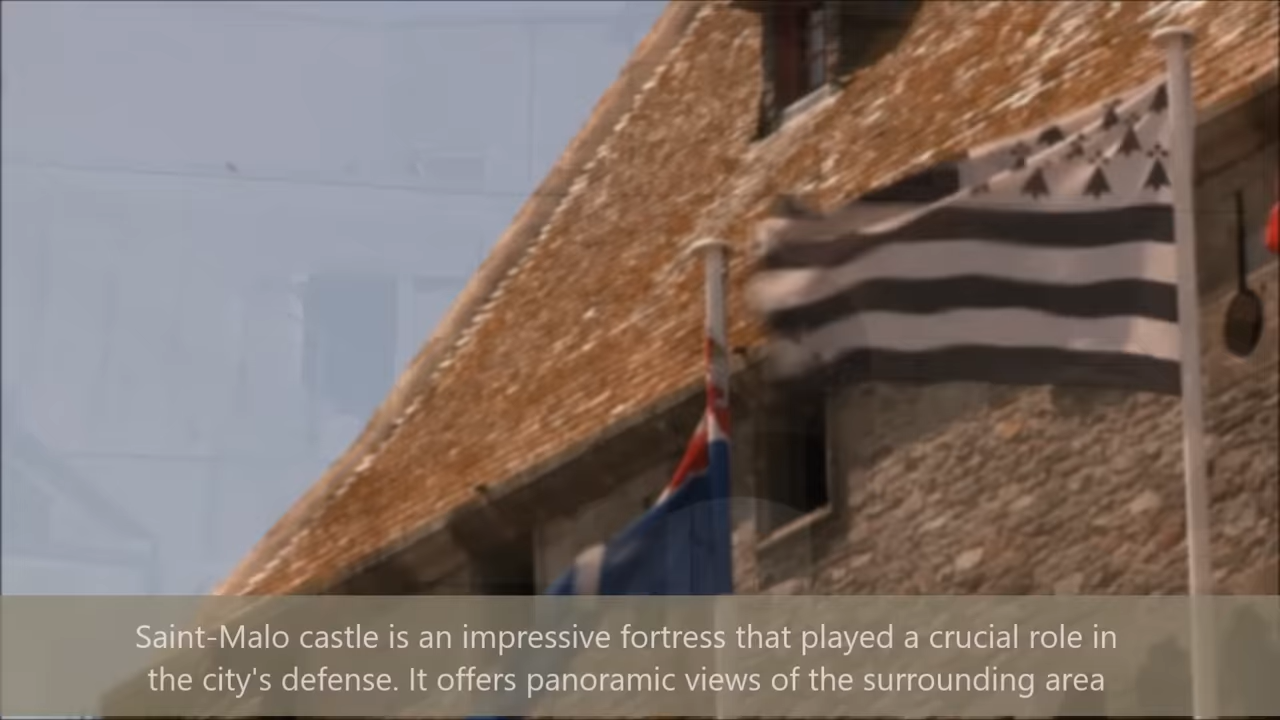 Saint-Malo castle is an impressive fortress that played a crucial role in
the city's defense. It offers panoramic views of the surrounding area